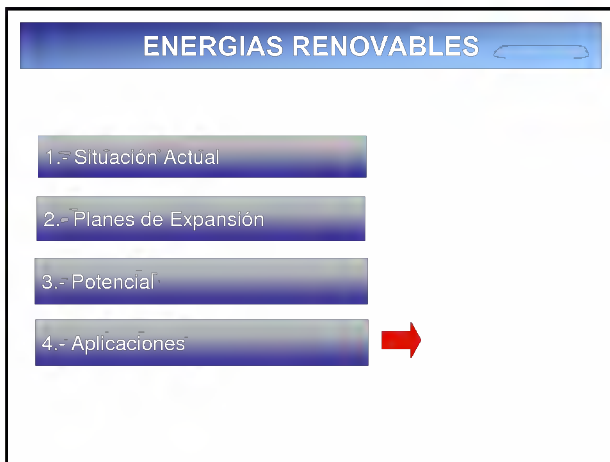 ENERGIAS RENOVABLES
1.- Situación Actual
2.- Planes de Expansión
3.- Potencial
4.- Aplicaciones